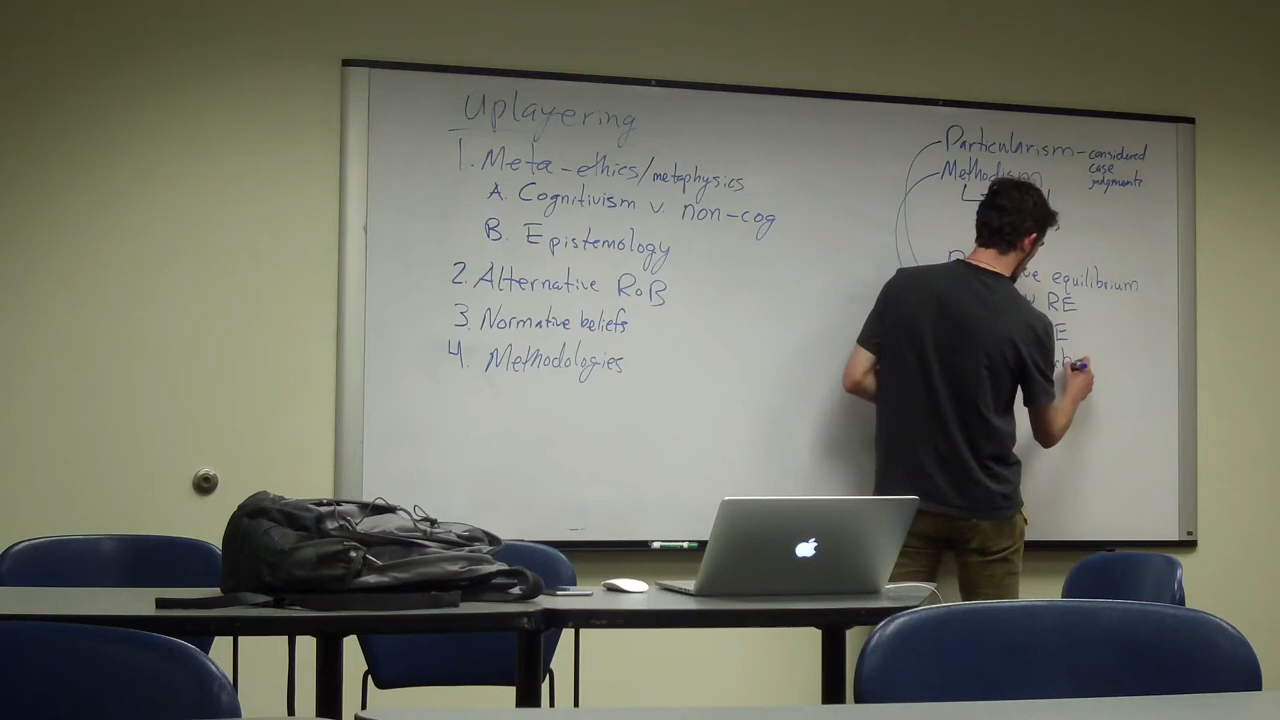 Uplayering
1. Meta-ethics/metaphysics
A. Cognitivism v. non-cog
B. Epistemology
2. Alternative RoB
3. Normative beliefs
4. Methodologies
Particularism - considered
case
judgments
Methodism
equilibrium
RE